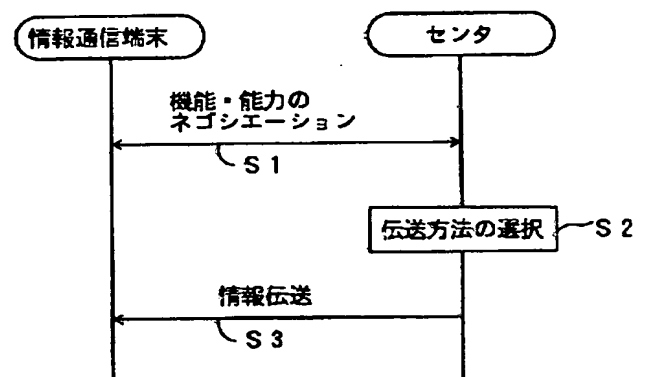 情報通信端末
センタ
機能・能力の
ネゴシエーション
S1
伝送方法の選択
S2
情報伝送
S3